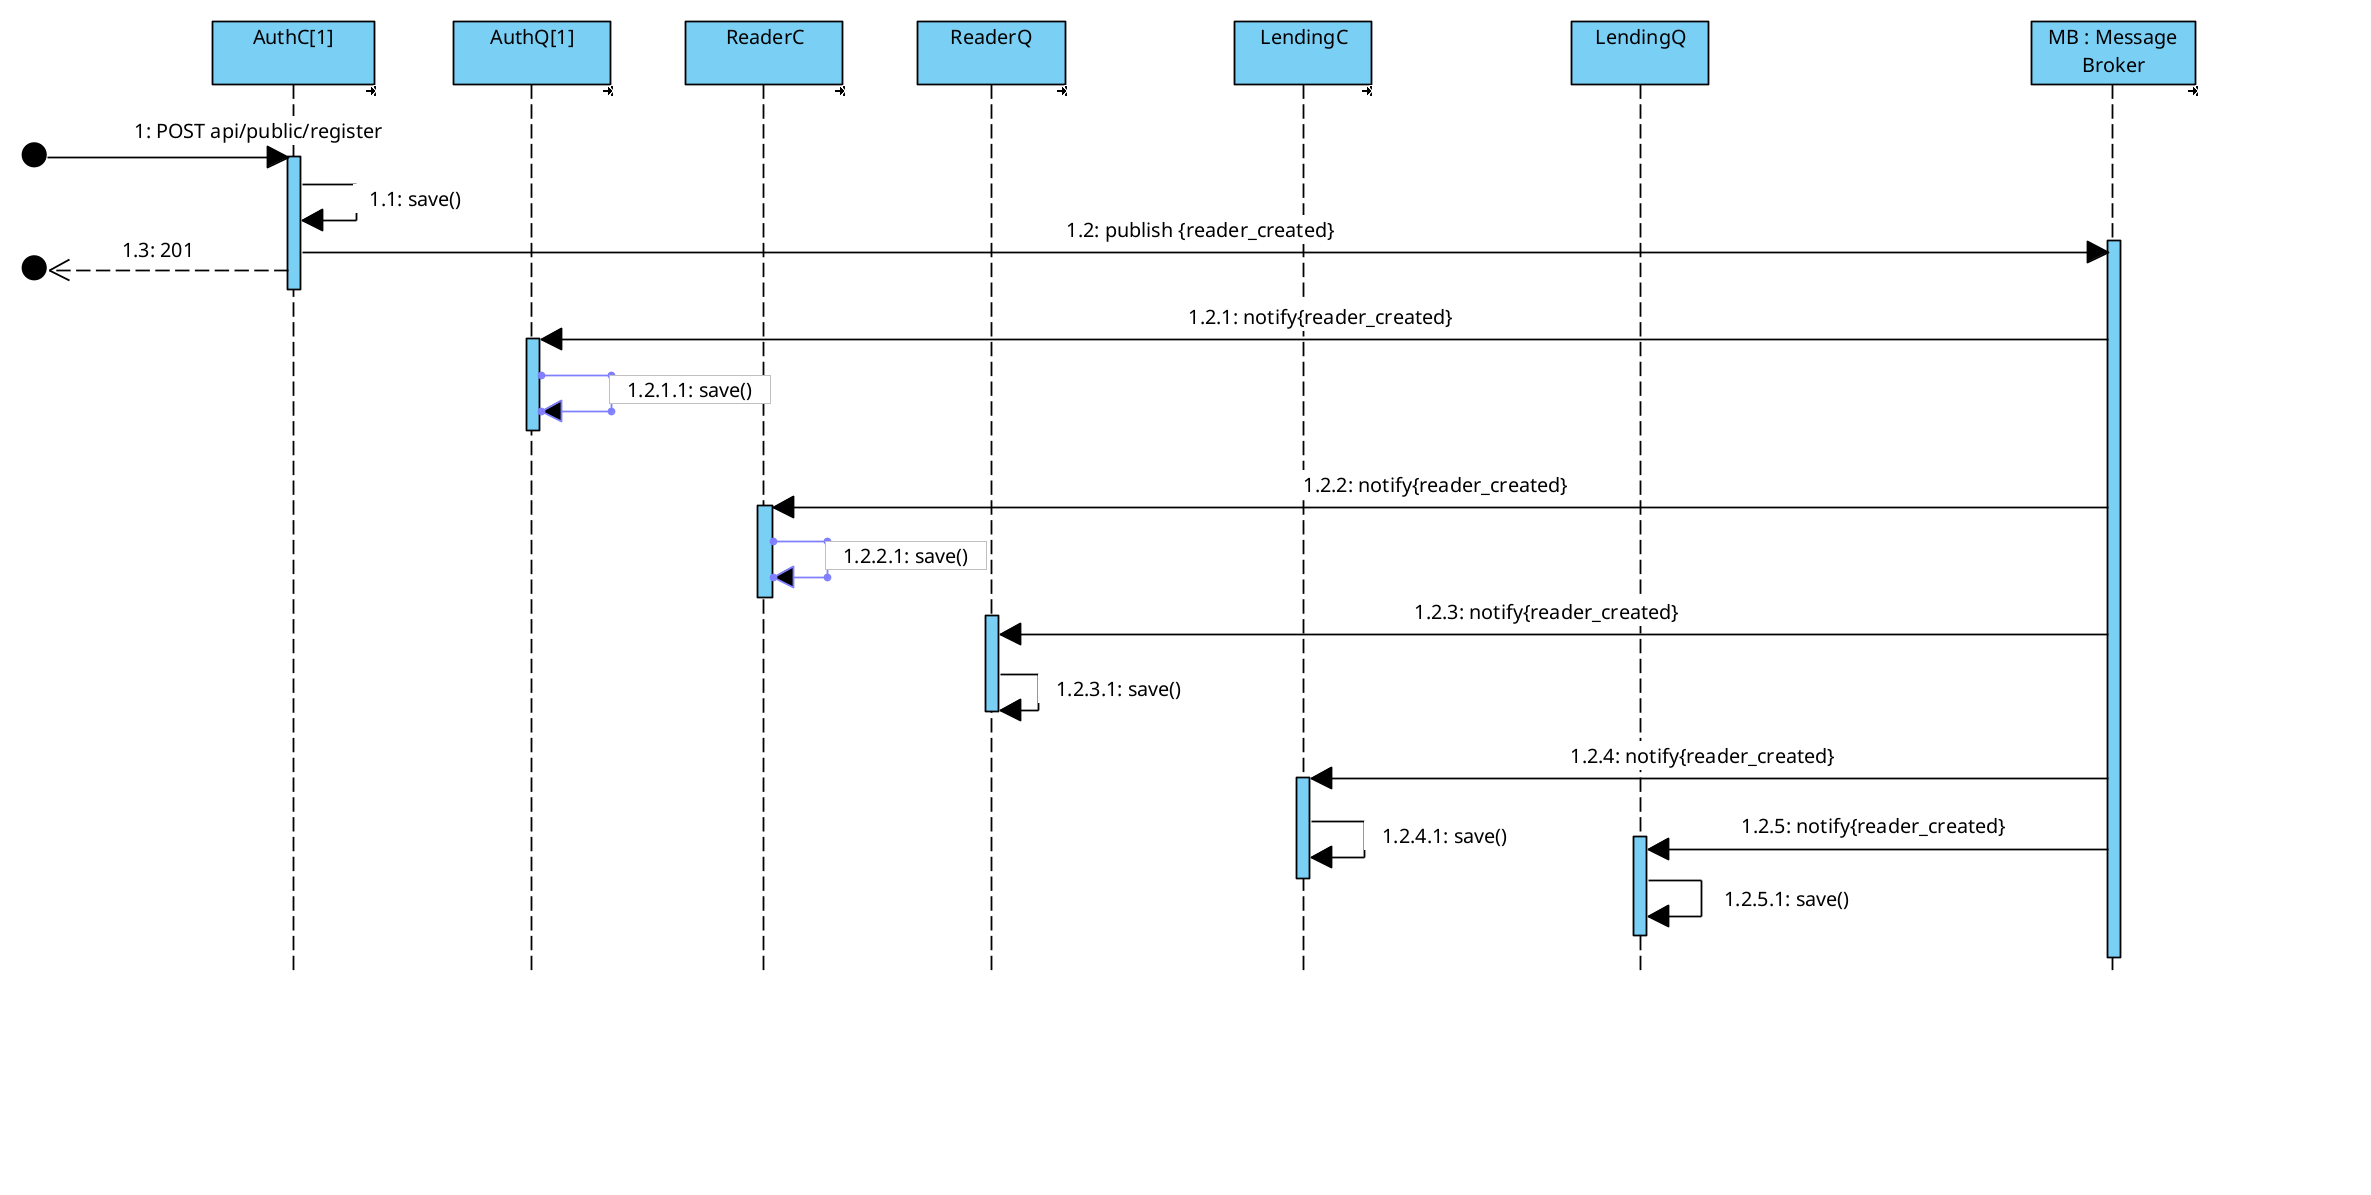 AuthC[1]
AuthQ[1]
ReaderC
ReaderQ
LendingC
LendingQ
MB : Message
Broker
1: POST api/public/register
1.1: save()
1.2: publish {reader_created}
1.3: 201
1.2.1: notify{reader_created}
1.2.1.1: save()
1.2.2: notify{reader_created}
1.2.2.1: save()
1.2.3: notify{reader_created}
1.2.3.1: save()
1.2.4: notify{reader_created}
1.2.5: notify{reader_created}
1.2.4.1: save()
1.2.5.1: save()